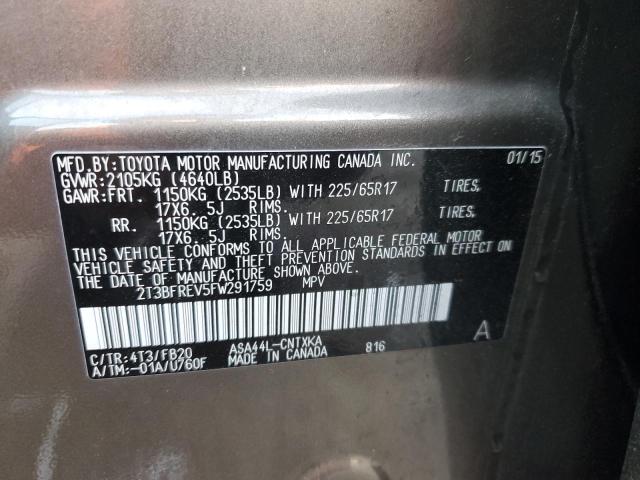 MFD.BY:TOYOTA MOTOR MANUFACTURING CANADA INC. 01/15
GVWR:2105KG (4640LB)
GAWR:FRT. 1150KG (2535LB) WITH 225/65R17 TIRES,
17X6.5J RIMS.
RR. 1150KG (2535LB) WITH 225/65R17 TIRES,
17X6.5J RIMS.
THIS VEHICLE CONFORMS TO ALL APPLICABLE FEDERAL MOTOR
VEHICLE SAFETY AND THEFT PREVENTION STANDARDS IN EFFECT
ON THE DATE OF MANUFACTURE SHOWN ABOVE.
2T3BFREV5FW291759 MPV
A
C/TR:4T3/FB20 ASA44L-CNTXKA
A/TM:-01A/U760F MADE IN CANADA 816